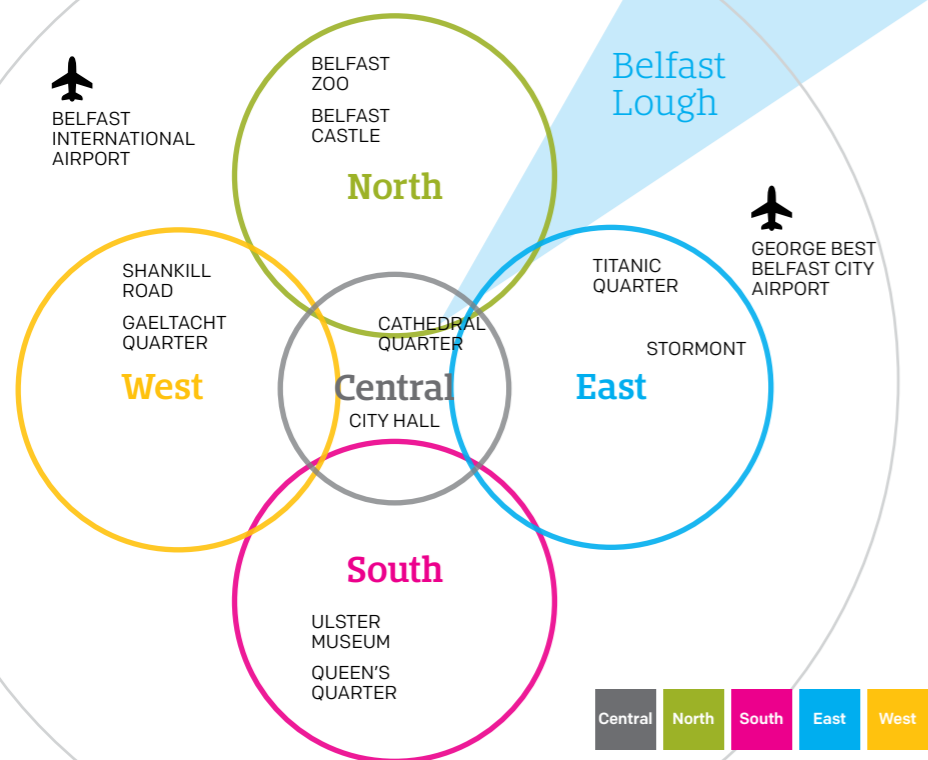 BELFAST
INTERNATIONAL
AIRPORT
BELFAST
ZOO
BELFAST
CASTLE
North
Belfast
Lough
GEORGE BEST
BELFAST CITY
AIRPORT
SHANKILL
ROAD
GAELTACHT
QUARTER
West
CATHEDRAL
QUARTER
Central
CITY HALL
TITANIC
QUARTER
STORMONT
East
South
ULSTER
MUSEUM
QUEEN'S
QUARTER
Central North South East West